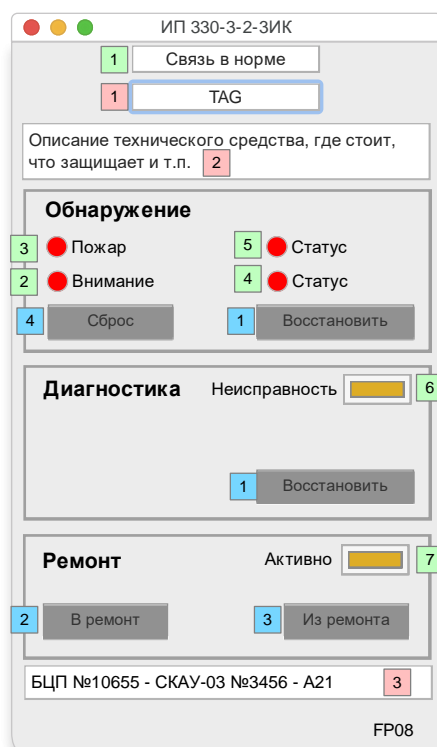 ИП 330-3-2-ЗИК
1 Связь в норме
1 TAG
Описание технического средства, где стоит,
что защищает и т.п. 2
Обнаружение
3 Пожар 5 Статус
2 Внимание 4 Статус
4 Сброс 1 Восстановить
Диагностика Неисправность 6
1 Восстановить
Ремонт Активно 7
2 В ремонт 3 Из ремонта
БЦП №10655 - СКАУ-03 №3456 - А21 3
FP08